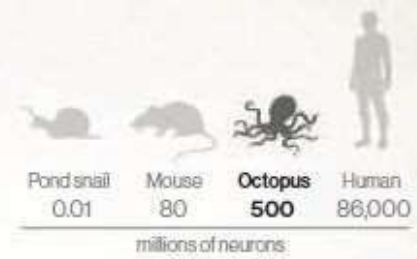 Pond snail Mouse Octopus Human
0.01 80 500 86,000
millions of neurons